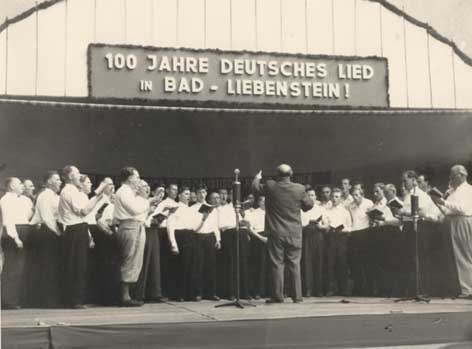 100 JAHRE DEUTSCHES LIED
IN BAD - LIEBENSTEIN!